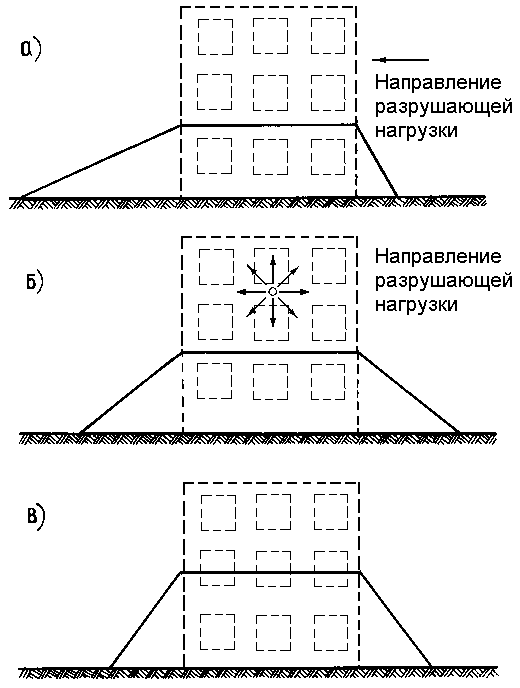 а)
Направление
разрушающей
нагрузки
Б)
Направление
разрушающей
нагрузки
в)